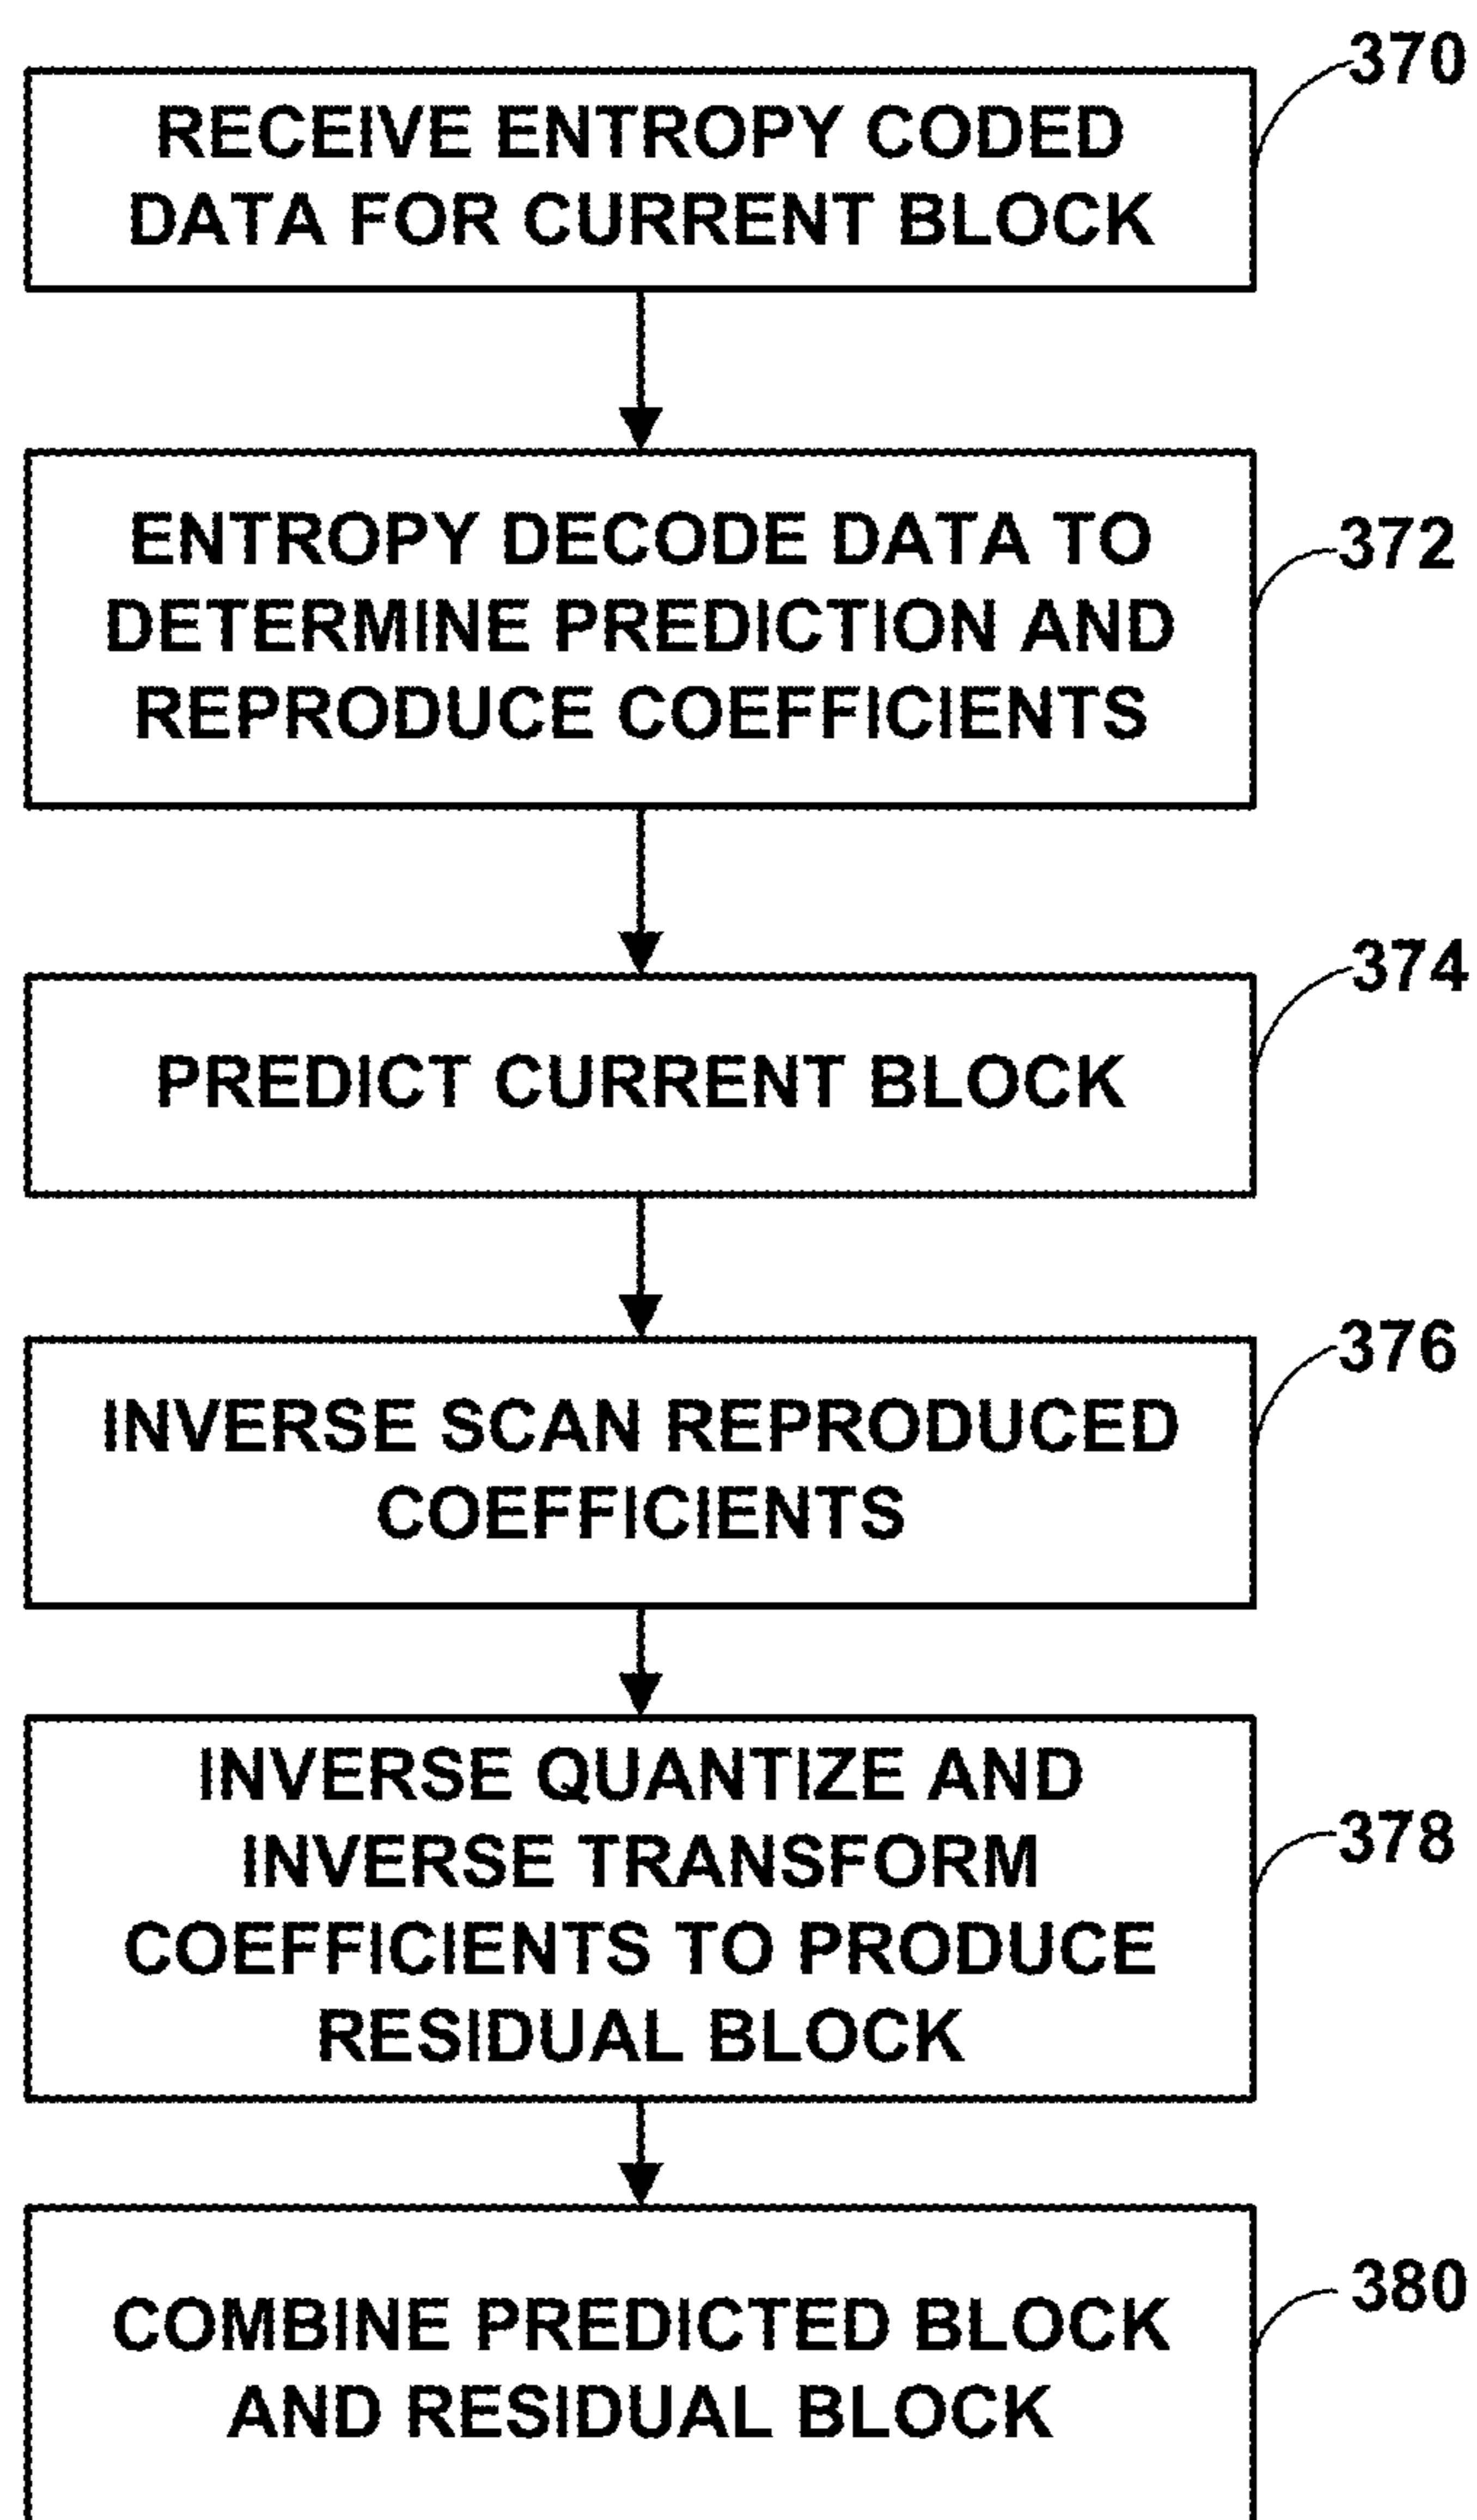 370
RECEIVE ENTROPY CODED
DATA FOR CURRENT BLOCK
372
ENTROPY DECODE DATA TO
DETERMINE PREDICTION AND
REPRODUCE COEFFICIENTS
374
PREDICT CURRENT BLOCK
376
INVERSE SCAN REPRODUCED
COEFFICIENTS
INVERSE QUANTIZE AND
INVERSE TRANSFORM
378
COEFFICIENTS TO PRODUCE
RESIDUAL BLOCK
380
COMBINE PREDICTED BLOCK
AND RESIDUAL BLOCK